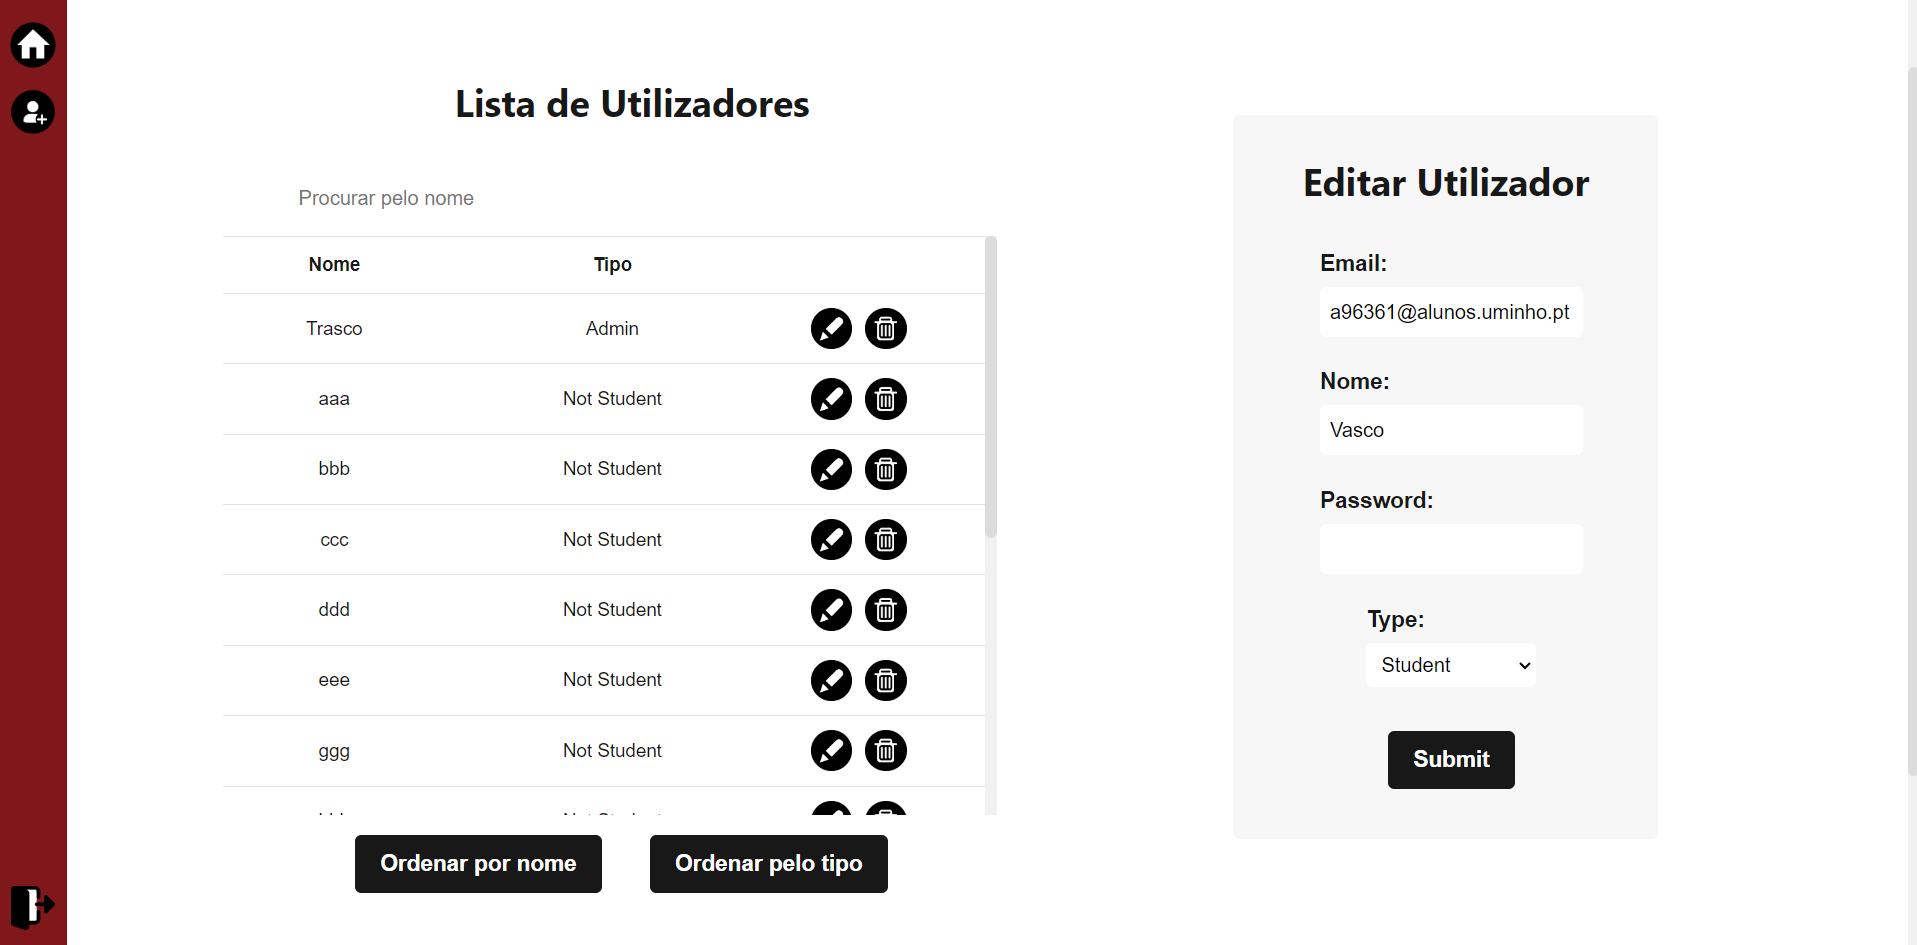 Lista de Utilizadores
Procurar pelo nome
Nome Tipo
Trasco Admin
aaa Not Student
bbb Not Student
ccc Not Student
ddd Not Student
eee Not Student
ggg Not Student
Ordenar por nome Ordenar pelo tipo
Editar Utilizador
Email:
a96361@alunos.uminho.pt
Nome:
Vasco
Password:
Type:
Student
Submit